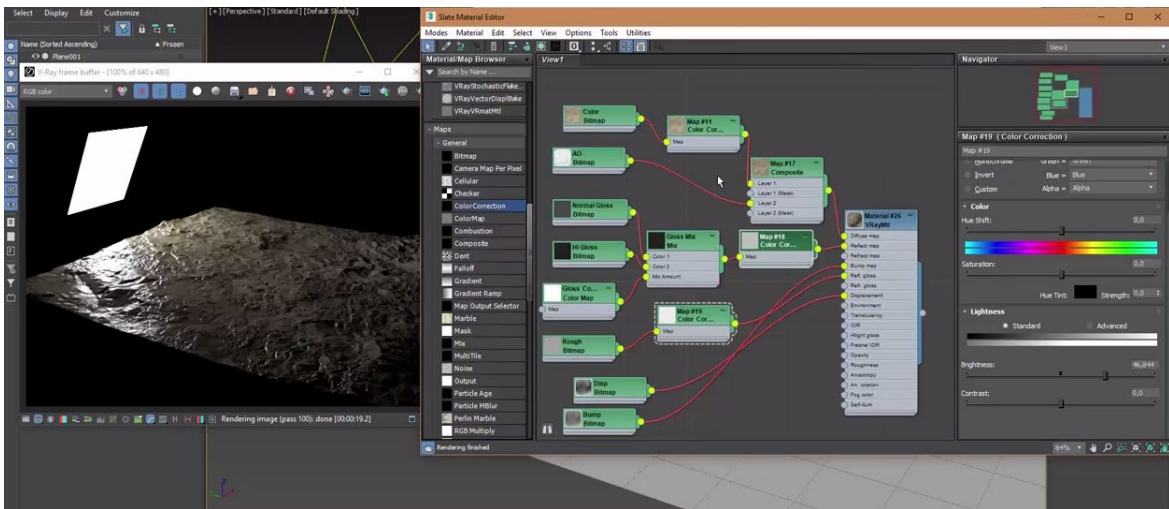 Select Display Edit Customize
Name (Sorted Ascending) ▲ Frozen
Plane001
[+] [Perspective] [Standard] [Default Shading]
V-Ray frame buffer - [100% of 640 x 480]
RGB color
Rendering image (pass 100): done [00:00:19.2]
Slate Material Editor
Modes Material Edit Select View Options Tools Utilities
View1
Material/Map Browser
Search by Name ...
VRayStochasticFlake...
VRayVectorDisplBake
VRayVRmatMtl
- Maps
- General
Bitmap
Camera Map Per Pixel
Cellular
Checker
ColorCorrection
ColorMap
Combustion
Composite
Dent
Falloff
Gradient
Gradient Ramp
Map Output Selector
Marble
Mask
Mix
MultiTile
Noise
Output
Particle Age
Particle MBlur
Perlin Marble
RGB Multiply
Rendering finished
View1
Color
Bitmap
Map #11
Color Cor...
Map
AO
Bitmap
Map #17
Composite
Layer 1
Layer 1 (Mask)
Layer 2
Layer 2 (Mask)
Normal Gloss
Bitmap
Hi Gloss
Bitmap
Gloss Mix
Mix
Color 1
Color 2
Mix Amount
Map #18
Color Cor...
Map
Gloss Co...
Color Map
Map
Map #19
Color Cor...
Map
Rough
Bitmap
Disp
Bitmap
Bump
Bitmap
Material #26
VRayMtl
Diffuse map
Reflect map
Refract map
Bump map
Refl. gloss.
Refr. gloss.
Displacement
Environment
Translucency
IOR
Hilight gloss
Fresnel IOR
Opacity
Roughness
Anisotropy
An. rotation
Fog color
Self-illum
Navigator
Map #19 ( Color Correction )
Map #19
Monochrome Green = Green
Invert Blue = Blue
Custom Alpha = Alpha
Color
Hue Shift: 0,0
Saturation: 0,0
Hue Tint: Strength: 0,0
Lightness
Standard Advanced
Brightness: 46,844
Contrast: 0,0
84%